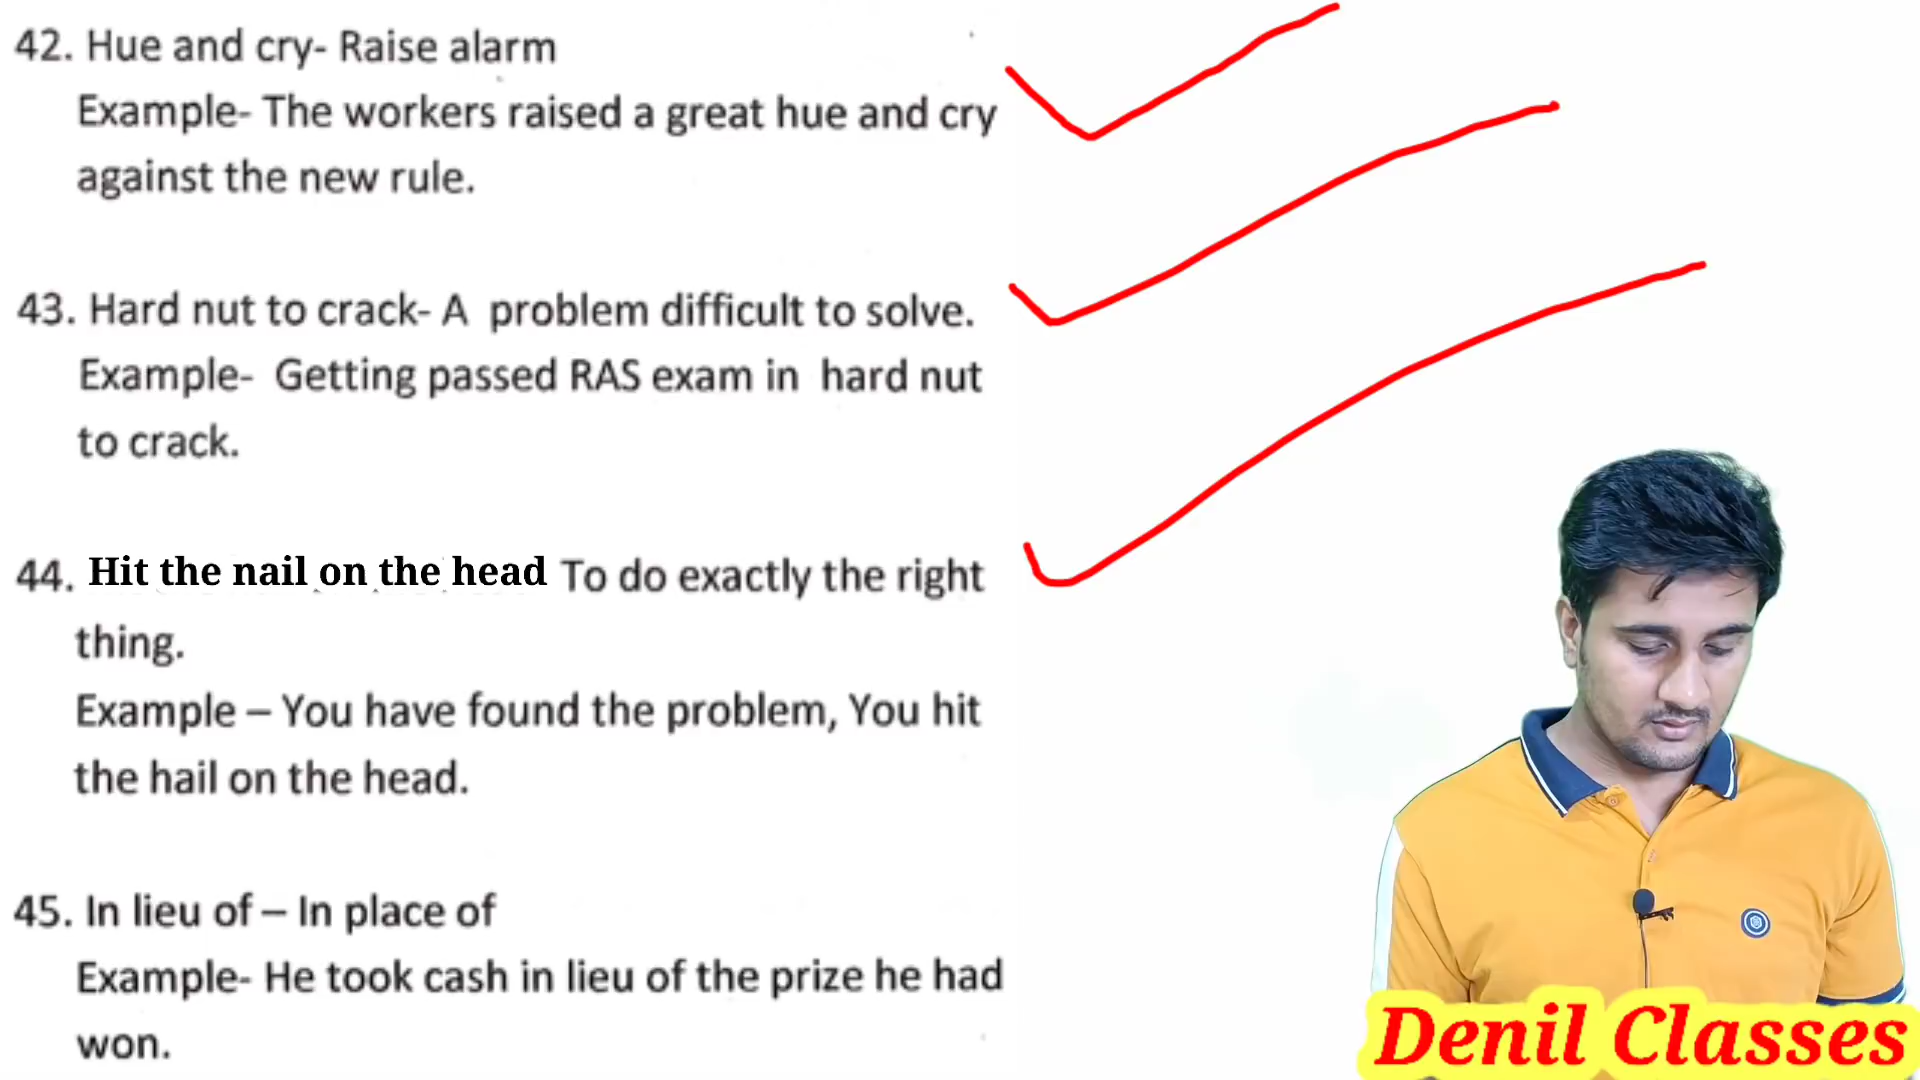 42. Hue and cry- Raise alarm
Example- The workers raised a great hue and cry
against the new rule.
43. Hard nut to crack- A problem difficult to solve.
Example- Getting passed RAS exam in hard nut
to crack.
44. Hit the nail on the head To do exactly the right
thing.
Example – You have found the problem, You hit
the hail on the head.
45. In lieu of – In place of
Example- He took cash in lieu of the prize he had
won.
Denil Classes